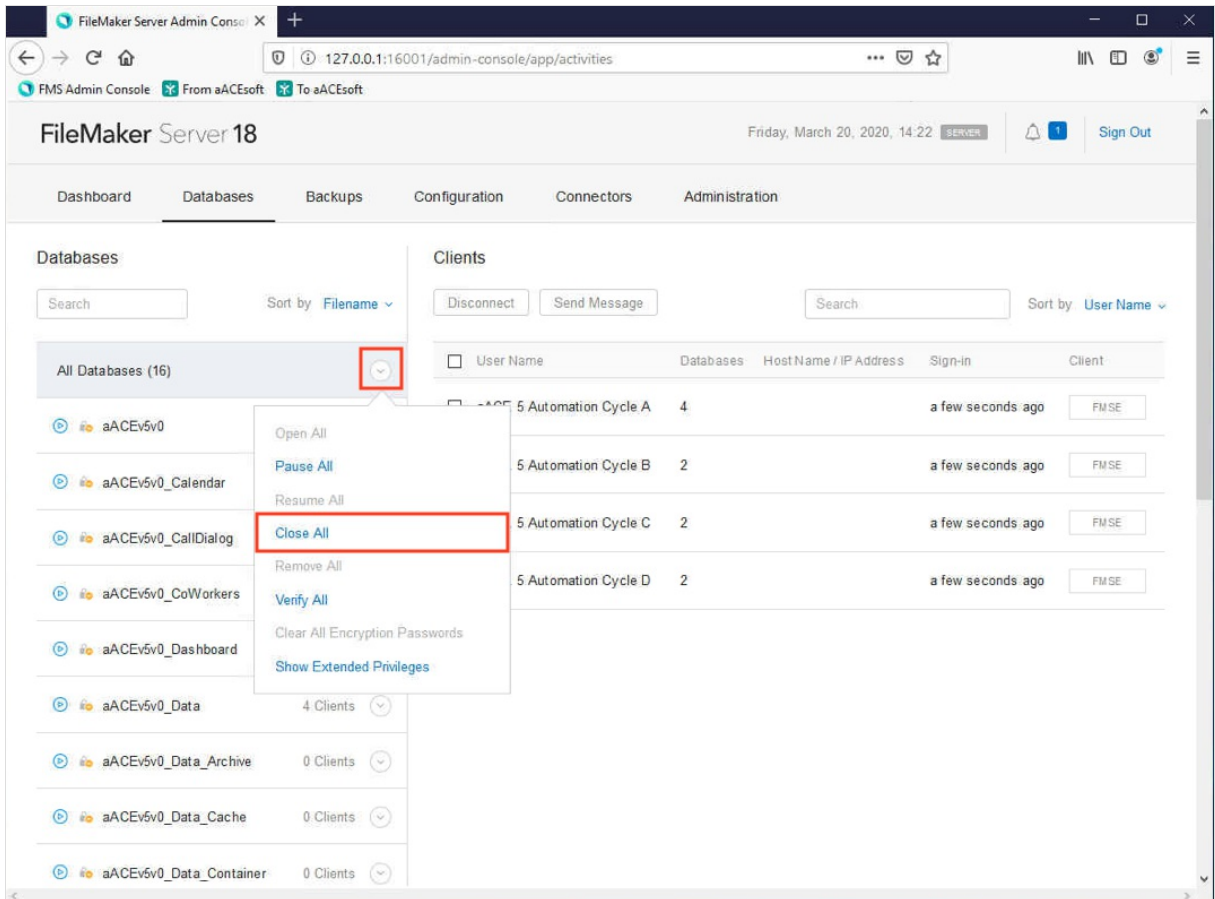 FileMaker Server Admin Consol
127.0.0.1:16001/admin-console/app/activities
FMS Admin Console From aACEsoft To aACEsoft
FileMaker Server 18
Friday, March 20, 2020, 14:22 SERVER 1 Sign Out
Dashboard Databases Backups Configuration Connectors Administration
Databases
Search Sort by Filename
All Databases (16)
aACEv5v0
aACEv5v0_Calendar
aACEv5v0_CallDialog
aACEv5v0_CoWorkers
aACEv5v0_Dashboard
aACEv5v0_Data 4 Clients
aACEv5v0_Data_Archive 0 Clients
aACEv5v0_Data_Cache 0 Clients
aACEv5v0_Data_Container 0 Clients
Open All
Pause All
Resume All
Close All
Remove All
Verify All
Clear All Encryption Passwords
Show Extended Privileges
Clients
Disconnect Send Message Search Sort by User Name
User Name Databases Host Name / IP Address Sign-in Client
5 Automation Cycle A 4 a few seconds ago FMSE
5 Automation Cycle B 2 a few seconds ago FMSE
5 Automation Cycle C 2 a few seconds ago FMSE
5 Automation Cycle D 2 a few seconds ago FMSE